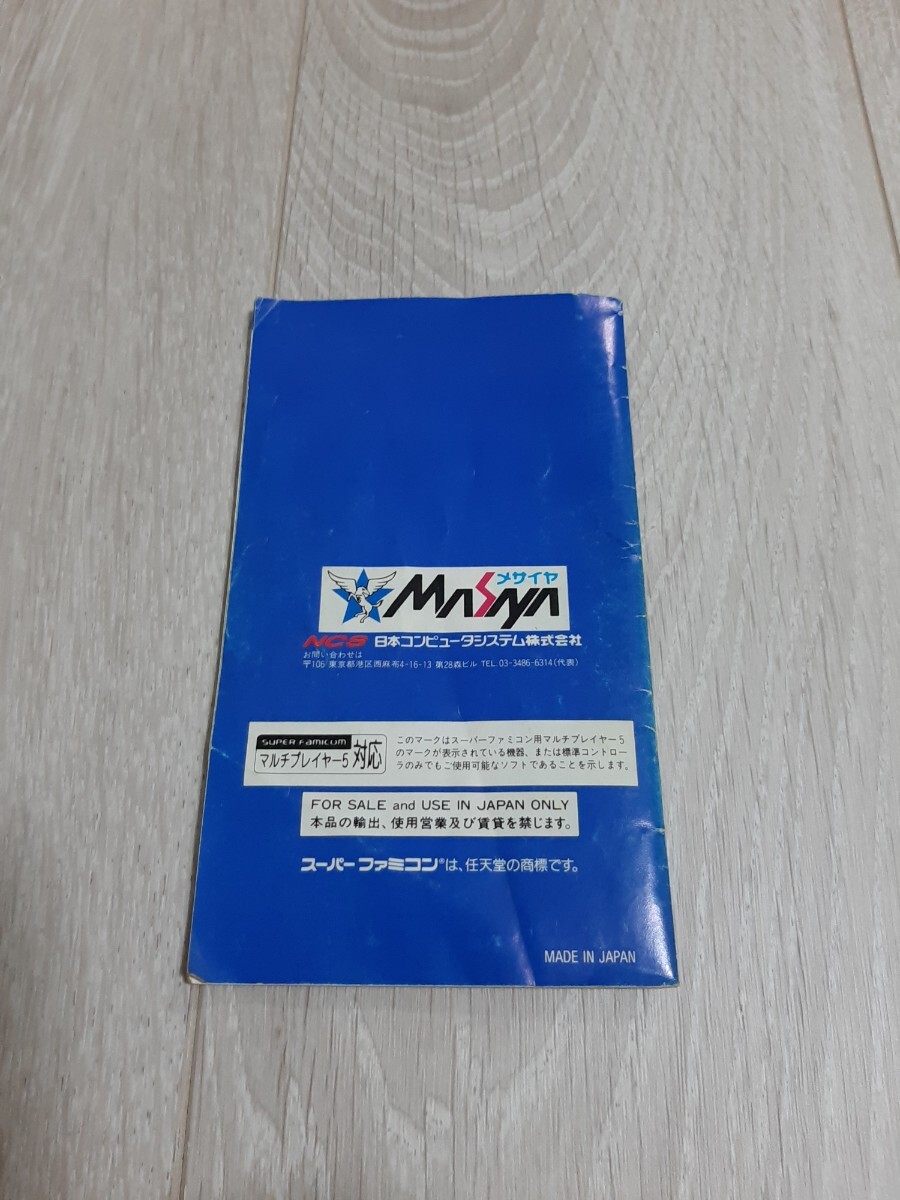 メサイヤ
MASAYA
NCS 日本コンピュータシステム株式会社
お問い合わせは
〒106 東京都港区西麻布4-16-13 第28森ビル TEL.03-3486-6314(代表)
SUPER FAMICOM
マルチプレイヤー5 対応
このマークはスーパーファミコン用マルチプレイヤー5
のマークが表示されている機器、または標準コントロー
ラのみでもご使用可能なソフトであることを示します。
FOR SALE and USE IN JAPAN ONLY
本品の輸出、使用営業及び賃貸を禁じます。
スーパーファミコン®は、任天堂の商標です。
MADE IN JAPAN